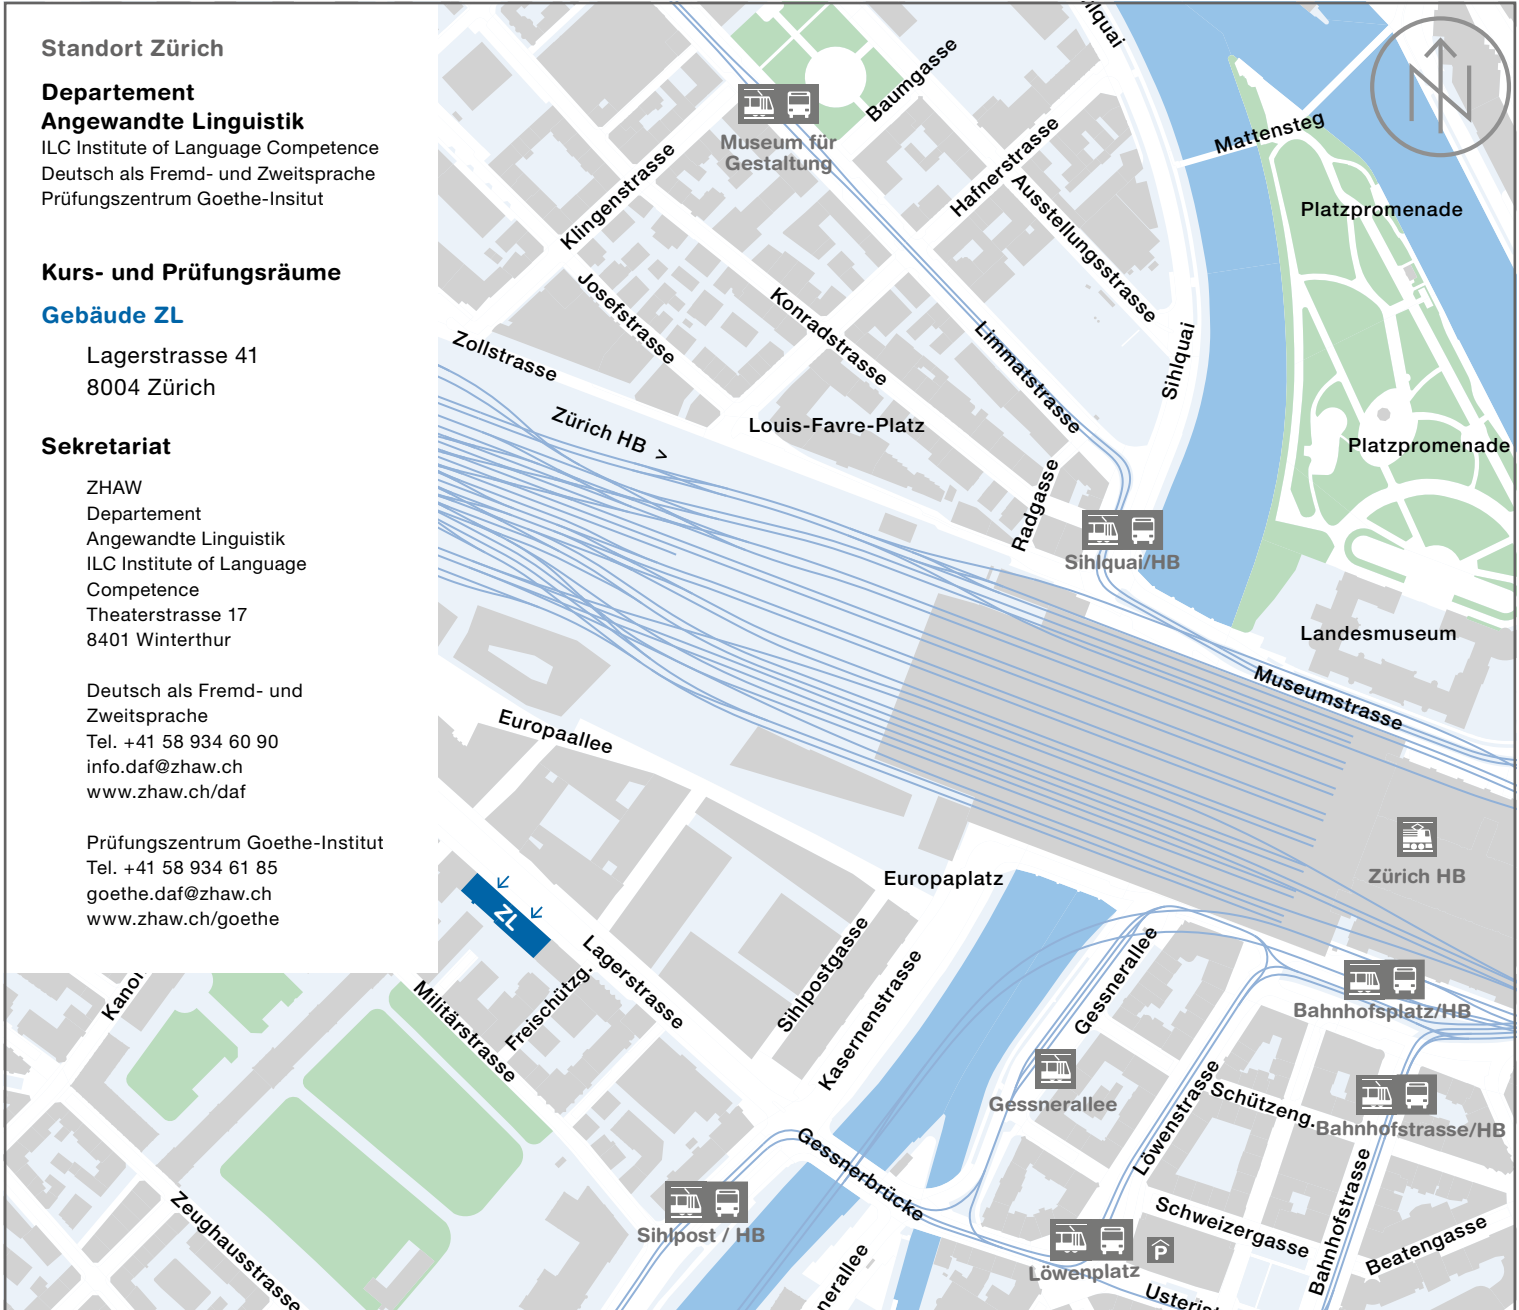 Standort Zürich
Departement
Angewandte Linguistik
ILC Institute of Language Competence
Deutsch als Fremd- und Zweitsprache
Prüfungszentrum Goethe-Insitut
Kurs- und Prüfungsräume
Gebäude ZL
Lagerstrasse 41
8004 Zürich
Sekretariat
ZHAW
Departement
Angewandte Linguistik
ILC Institute of Language
Competence
Theaterstrasse 17
8401 Winterthur
Deutsch als Fremd- und
Zweitsprache
Tel. +41 58 934 60 90
info.daf@zhaw.ch
www.zhaw.ch/daf
Prüfungszentrum Goethe-Institut
Tel. +41 58 934 61 85
goethe.daf@zhaw.ch
www.zhaw.ch/goethe
N
Baumgasse
Museum für
Gestaltung
Mattensteg
Hafnerstrasse
Klingenstrasse
Ausstellungsstrasse
Platzpromenade
Josefstrasse
Konradstrasse
Limmatstrasse
Sihlquai
Zollstrasse
Zürich HB >
Louis-Favre-Platz
Platzpromenade
Radgasse
Sihlquai/HB
Landesmuseum
Museumstrasse
Europaallee
Zürich HB
Europaplatz
ZL
Lagerstrasse
Freischützg.
Militärstrasse
Sihlpostgasse
Kasernenstrasse
Gessnerallee
Bahnhofsplatz/HB
Gessnerallee
Löwenstrasse
Schützeng.
Bahnhofstrasse/HB
Gessnerbrücke
Zeughausstrasse
Sihlpost / HB
Schweizergasse
Bahnhofstrasse
Beatengasse
P
Löwenplatz